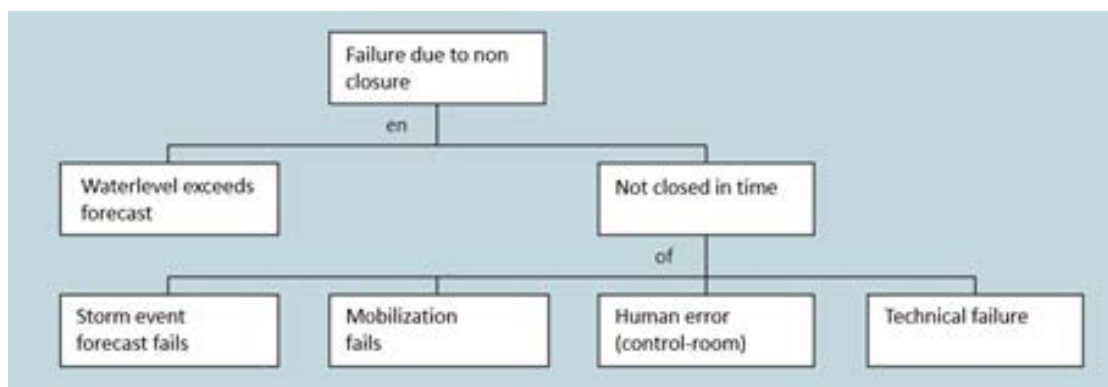 Failure due to non
closure
en
Waterlevel exceeds
forecast
Not closed in time
of
Storm event
forecast fails
Mobilization
fails
Human error
(control-room)
Technical failure